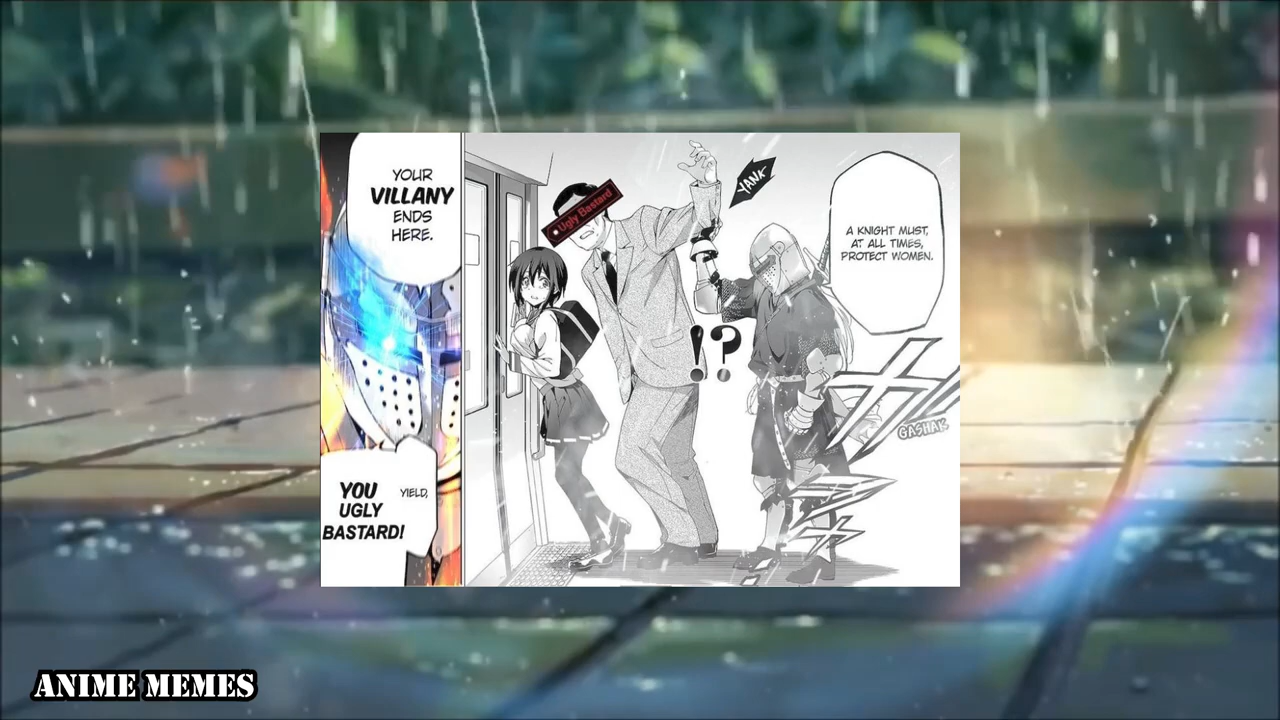 YOUR
VILLANY
ENDS
HERE.
YIELD,
YOU
UGLY
BASTARD!
Ugly Bastard
YANK
A KNIGHT MUST,
AT ALL TIMES,
PROTECT WOMEN.
!?
GASHAK
ANIME MEMES